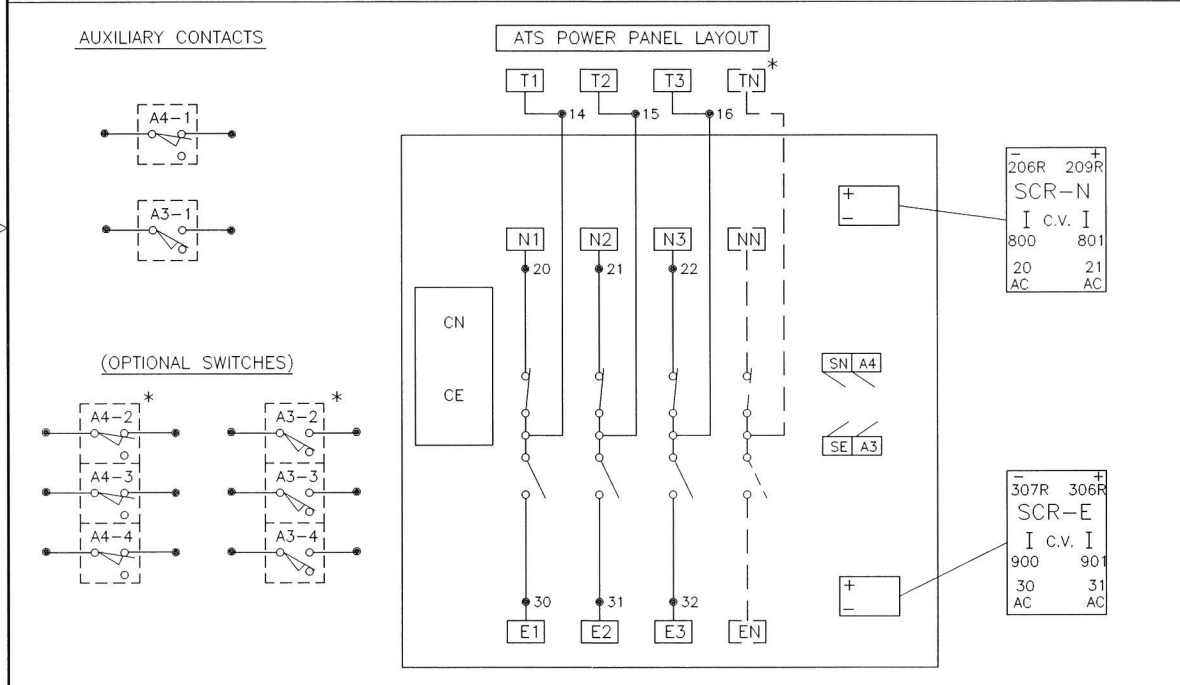 AUXILIARY CONTACTS
A4-1
A3-1
(OPTIONAL SWITCHES)
* *
A4-2 A3-2
A4-3 A3-3
A4-4 A3-4
ATS POWER PANEL LAYOUT
T1 T2 T3 TN *
14 15 16
N1 N2 N3 NN
20 21 22
CN
CE
SN A4
SE A3
30 31 32
E1 E2 E3 EN
+
-
- +
206R 209R
SCR-N
I C.V. I
800 801
20 21
AC AC
+
-
- +
307R 306R
SCR-E
I C.V. I
900 901
30 31
AC AC